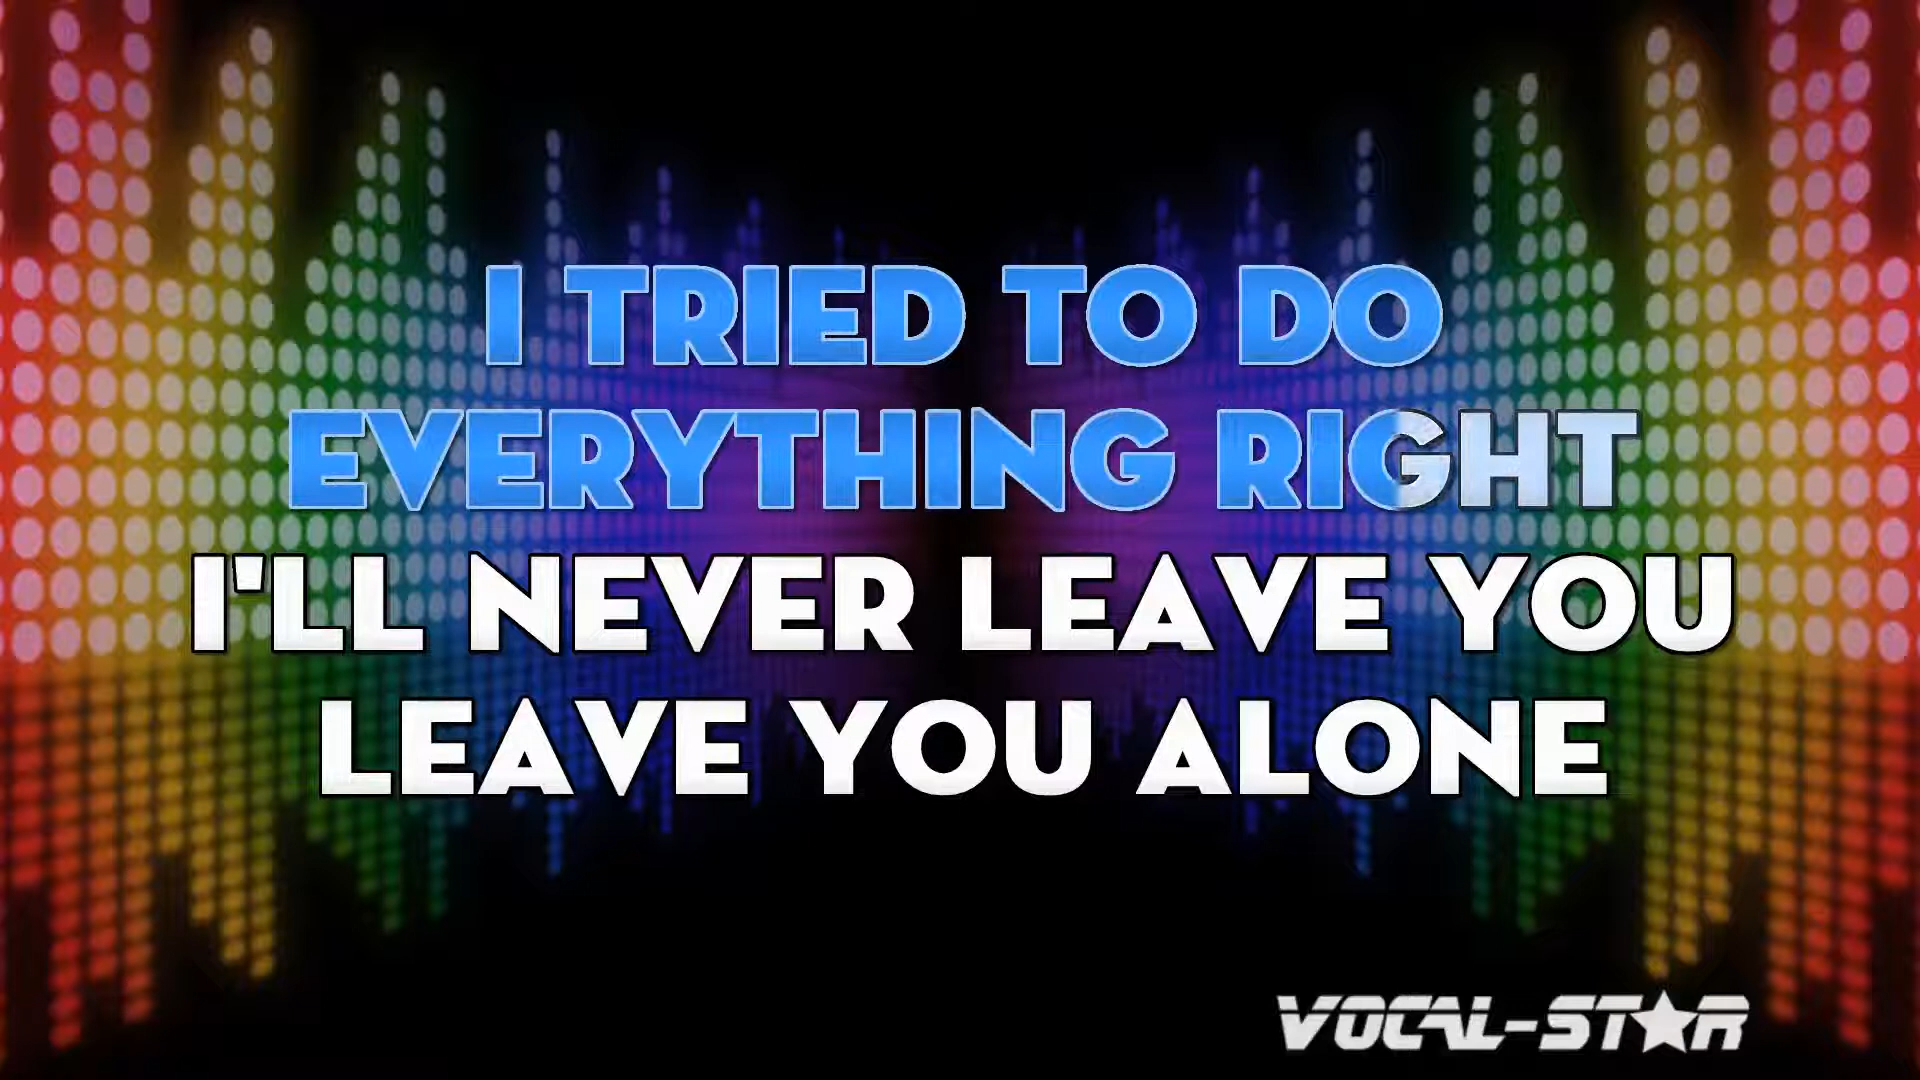 I TRIED TO DO
EVERYTHING RIGHT
I'LL NEVER LEAVE YOU
LEAVE YOU ALONE
VOCAL-STAR